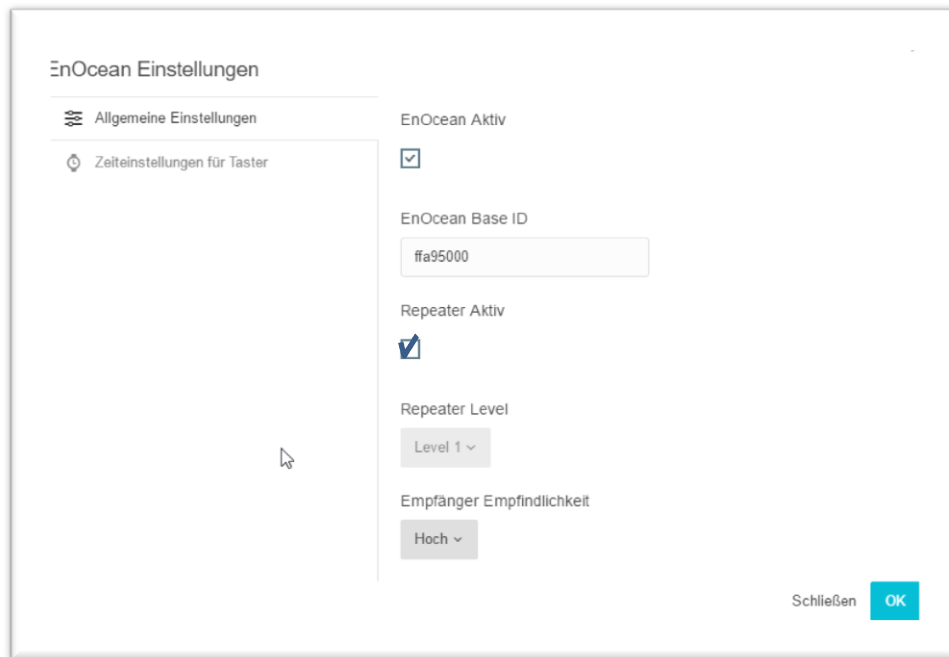 EnOcean Einstellungen
Allgemeine Einstellungen
Zeiteinstellungen für Taster
EnOcean Aktiv
EnOcean Base ID
ffa95000
Repeater Aktiv
Repeater Level
Level 1
Empfänger Empfindlichkeit
Hoch
Schließen
OK